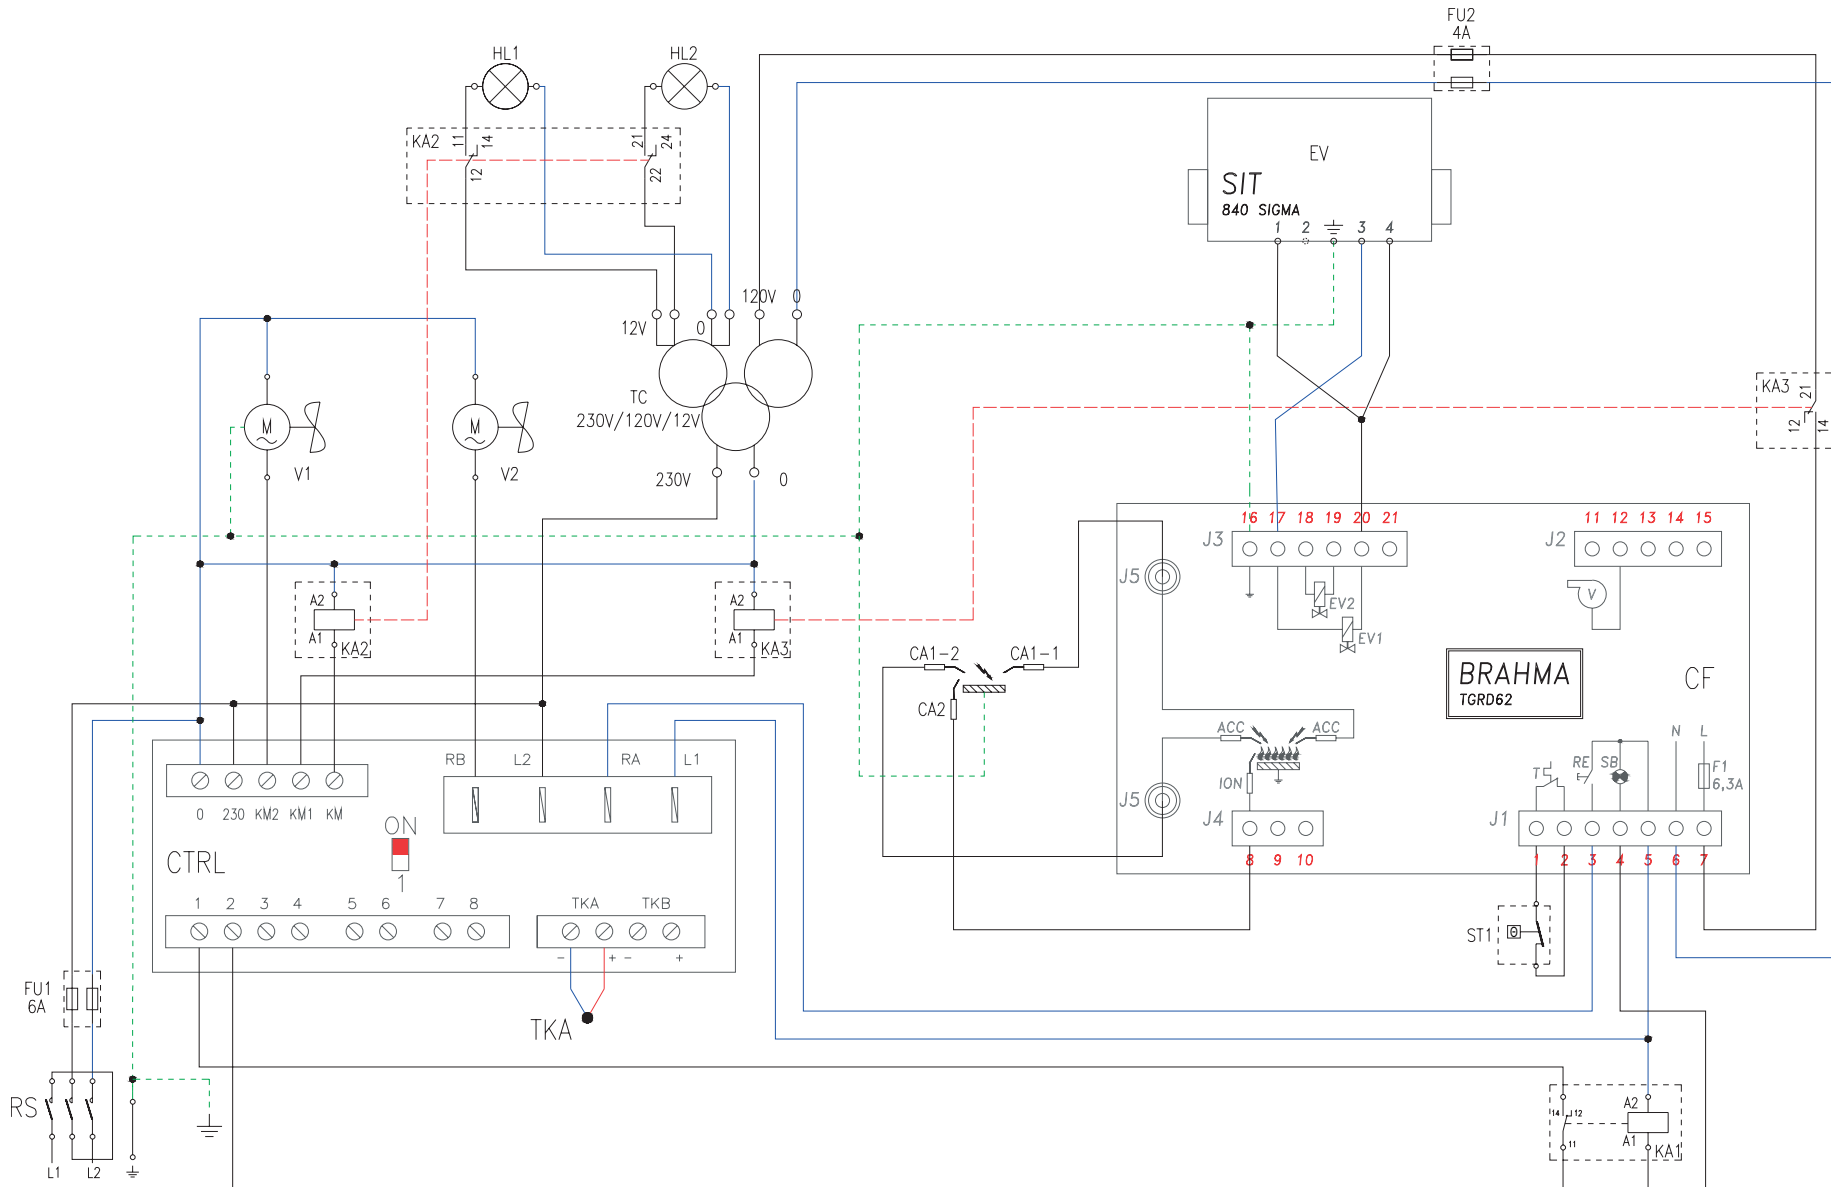 FU2
4A
HL1
HL2
KA2
11
14
12
21
24
22
EV
SIT
840 SIGMA
1 2 3 4
120V 0
12V
0
TC
230V/120V/12V
230V
0
KA3
21
12
14
M
V1
M
V2
16 17 18 19 20 21
J3
11 12 13 14 15
J2
J5
V
EV2
EV1
A2
A1
KA2
A2
A1
KA3
CA1-2
CA1-1
CA2
BRAHMA
TGRD62
CF
ACC
ACC
ION
J5
J4
8 9 10
T
RE
SB
N
L
F1
6,3A
J1
1 2 3 4 5 6 7
RB
L2
RA
L1
0 230 KM2 KM1 KM
ON
1
CTRL
1 2 3 4 5 6 7 8
TKA
TKB
- + - +
TKA
ST1
Θ
FU1
6A
RS
L1
L2
14
12
11
A2
A1
KA1